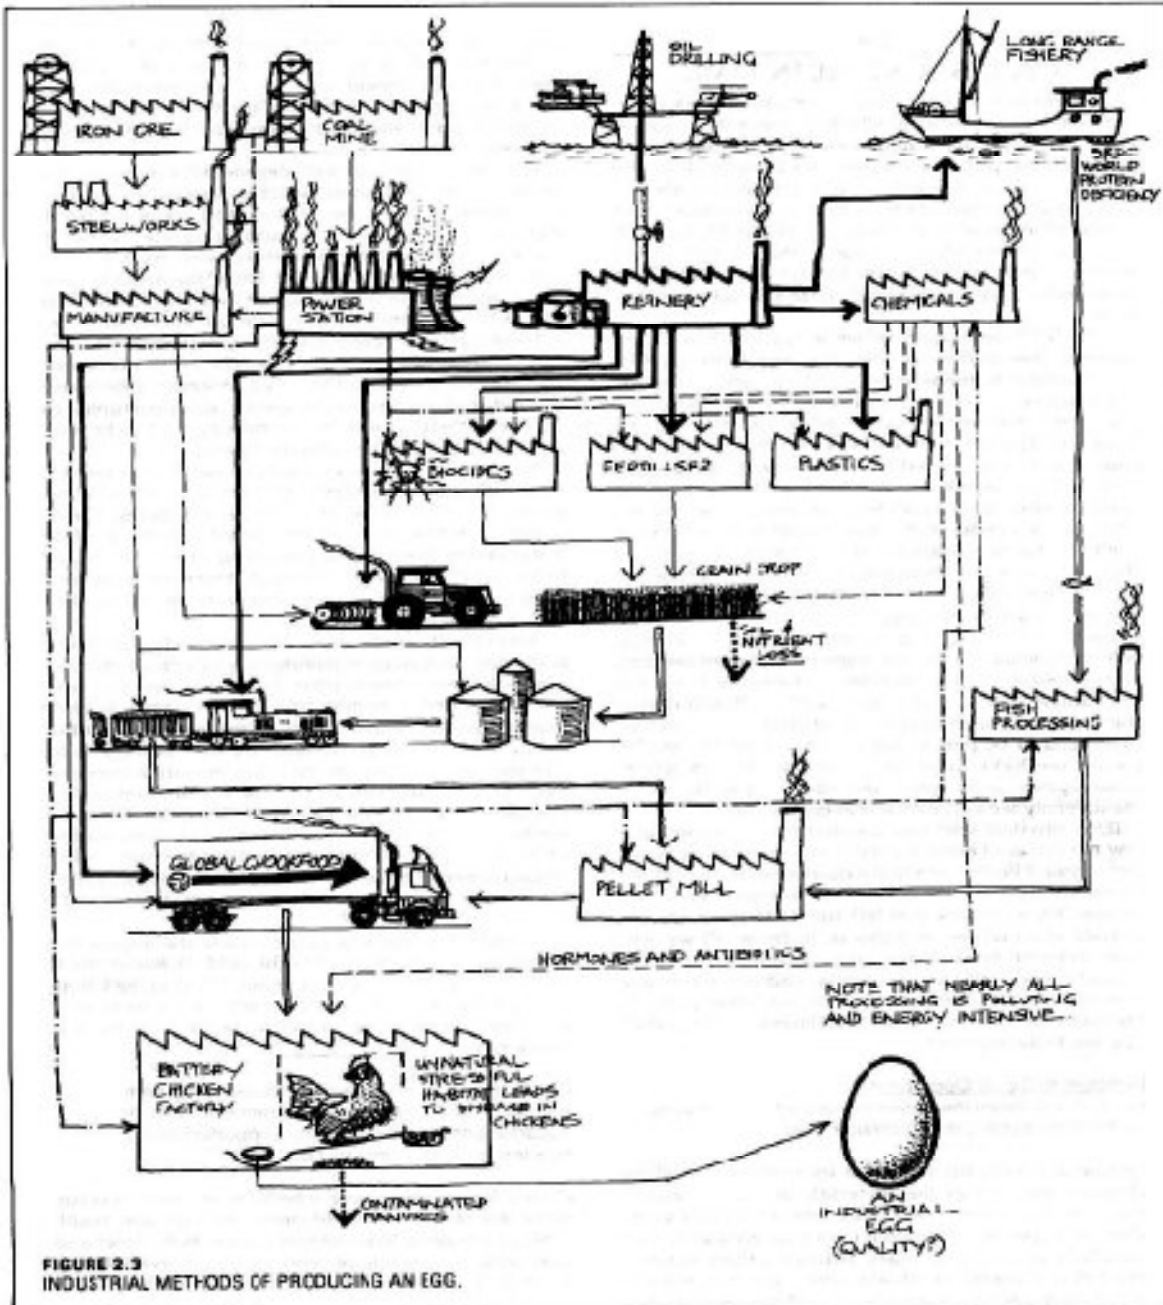 OIL
DRILLING
LONG RANGE
FISHERY
IRON ORE
COAL
MINE
WORLD
PROTEIN
DEFICIENCY
STEELWORKS
MANUFACTURE
POWER
STATION
REFINERY
CHEMICALS
BIOCIDES
FERTILISER
PLASTICS
GRAIN CROP
NUTRIENT
LOSS
FISH
PROCESSING
GLOBAL CHOOKFOOD
PELLET MILL
HORMONES AND ANTIBIOTICS
NOTE THAT NEARLY ALL
PROCESSING IS POLLUTING
AND ENERGY INTENSIVE
BATTERY
CHICKEN
FACTORY
UNNATURAL
STRESSFUL
HABITAT LEADS
TO DISEASE IN
CHICKENS
CONTAMINATED
MANURES
AN
INDUSTRIAL
EGG
(QUALITY?)
FIGURE 2.3
INDUSTRIAL METHODS OF PRODUCING AN EGG.